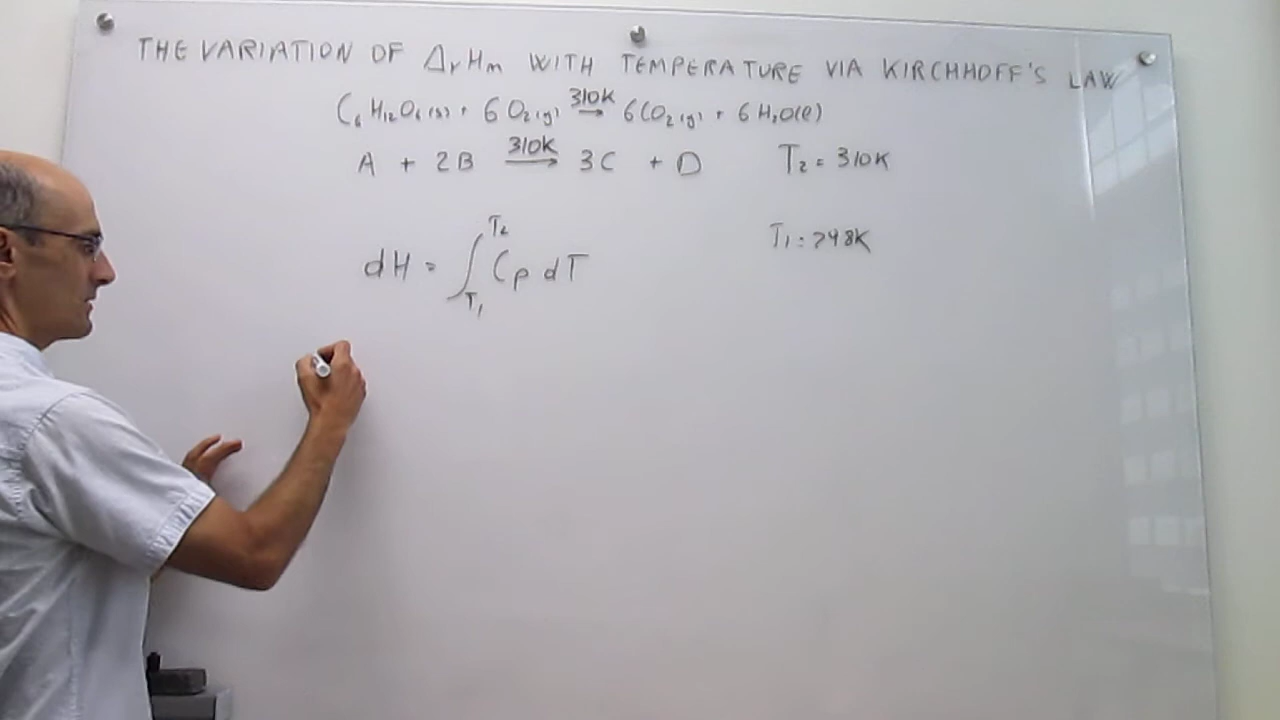 THE VARIATION OF ΔrHm WITH TEMPERATURE VIA KIRCHHOFF'S LAW
C6H12O6(s) + 6O2(g) 310K → 6CO2(g) + 6H2O(l)
A + 2B 310K → 3C + D T2 = 310K
T1 = 298K
dH = ∫T1T2 Cp dT